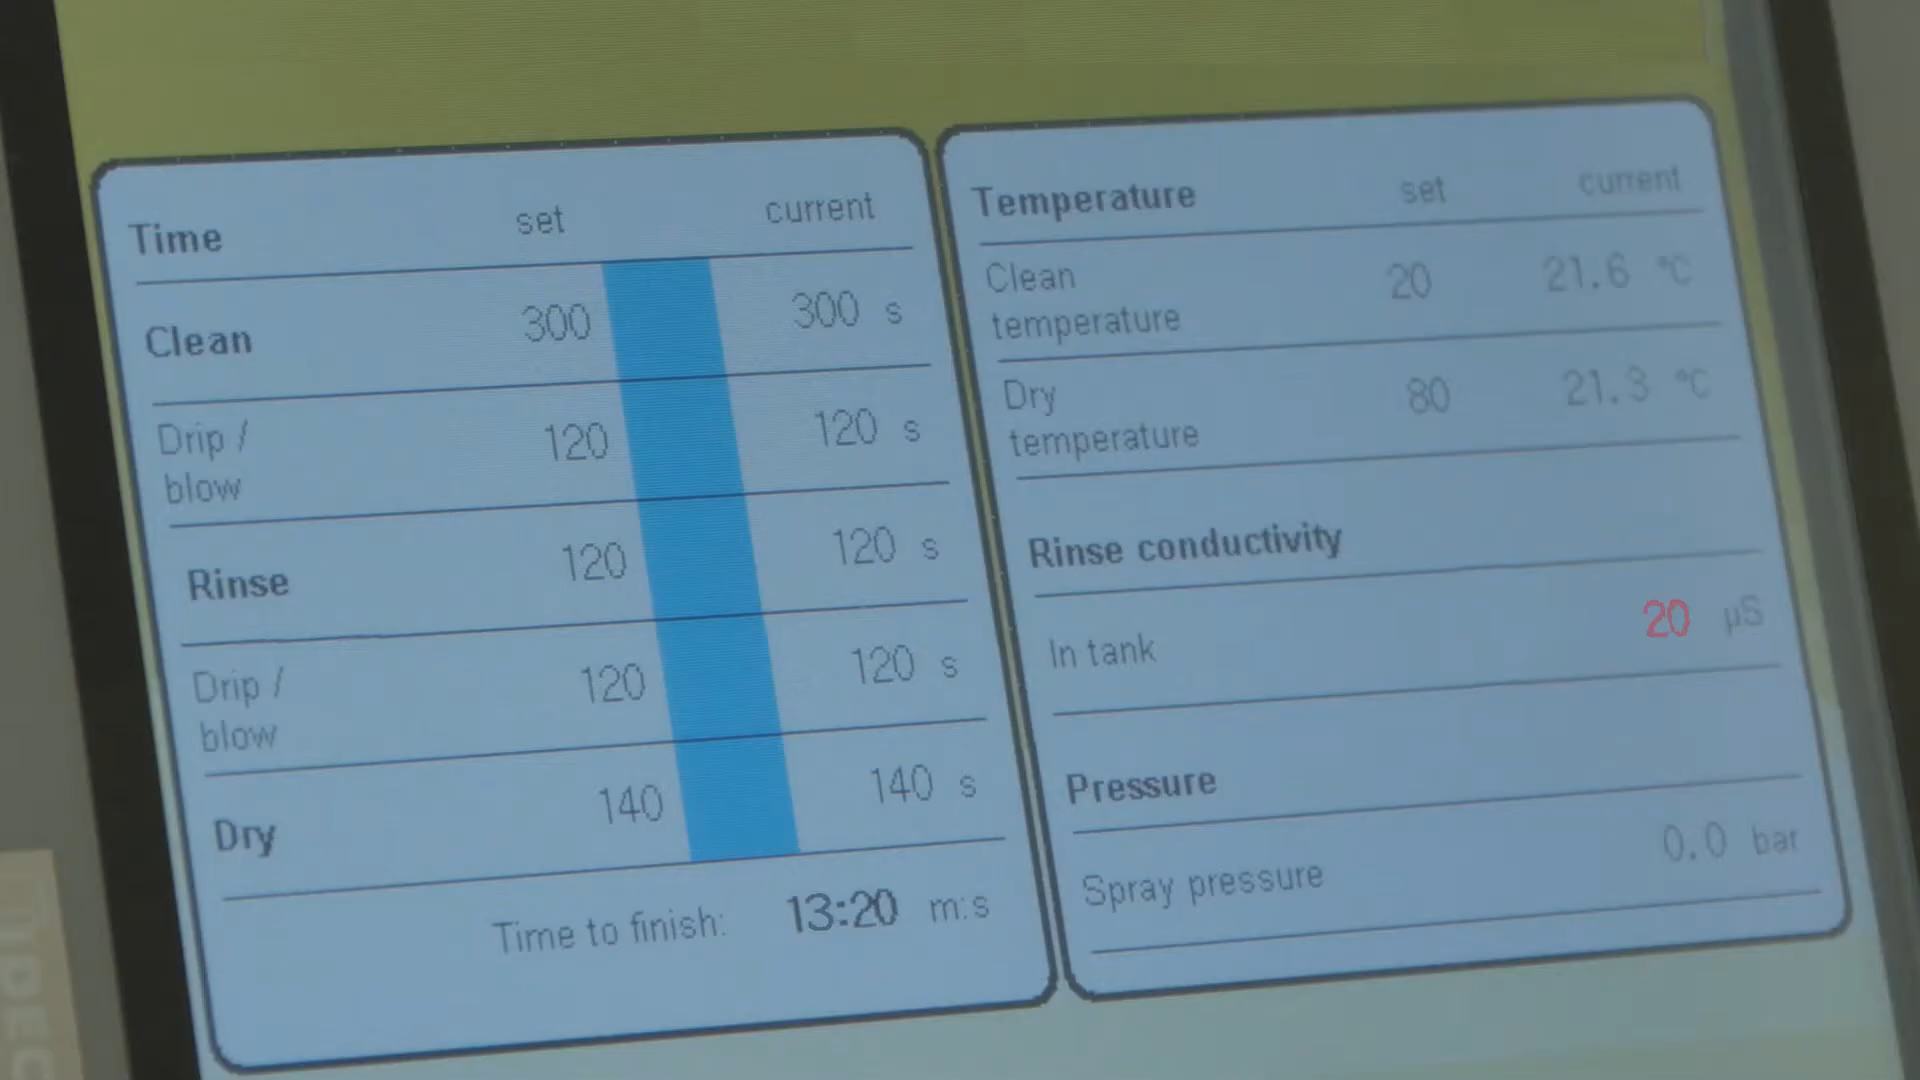 Time set current
Clean 300 300 s
Drip /
blow 120 120 s
Rinse 120 120 s
Drip /
blow 120 120 s
Dry 140 140 s
Time to finish: 13:20 m:s
Temperature set current
Clean
temperature 20 21.6 °C
Dry
temperature 80 21.3 °C
Rinse conductivity
In tank 20 µS
Pressure
Spray pressure 0.0 bar